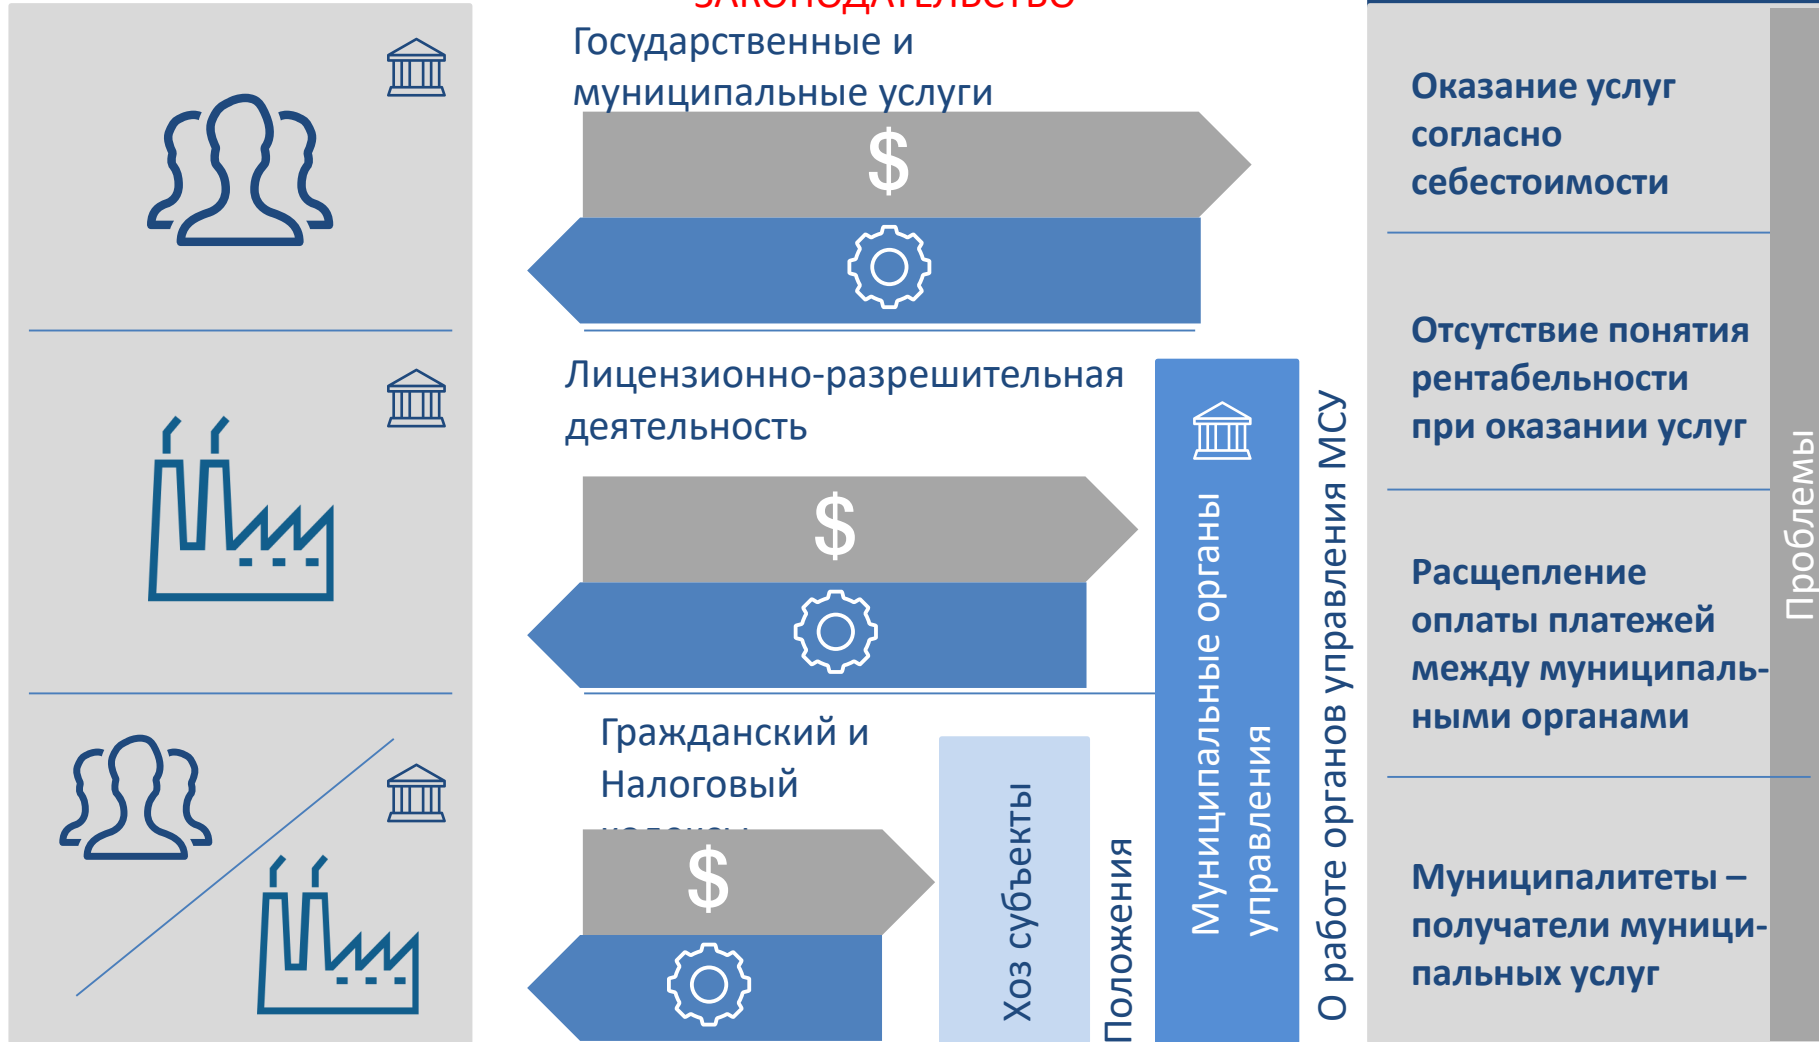 ЗАКОНОДАТЕЛЬСТВО
Государственные и
муниципальные услуги
$
Лицензионно-разрешительная
деятельность
$
Гражданский и
Налоговый
кодексы
$
Хоз субъекты
Положения
Муниципальные органы
управления
О работе органов управления МСУ
Оказание услуг
согласно
себестоимости
Отсутствие понятия
рентабельности
при оказании услуг
Расщепление
оплаты платежей
между муниципаль-
ными органами
Муниципалитеты –
получатели муници-
пальных услуг
Проблемы